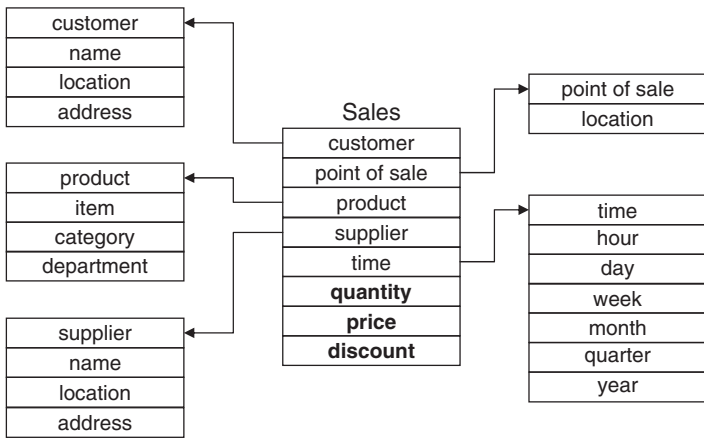 customer
name
location
address
product
item
category
department
supplier
name
location
address
Sales
customer
point of sale
product
supplier
time
quantity
price
discount
point of sale
location
time
hour
day
week
month
quarter
year